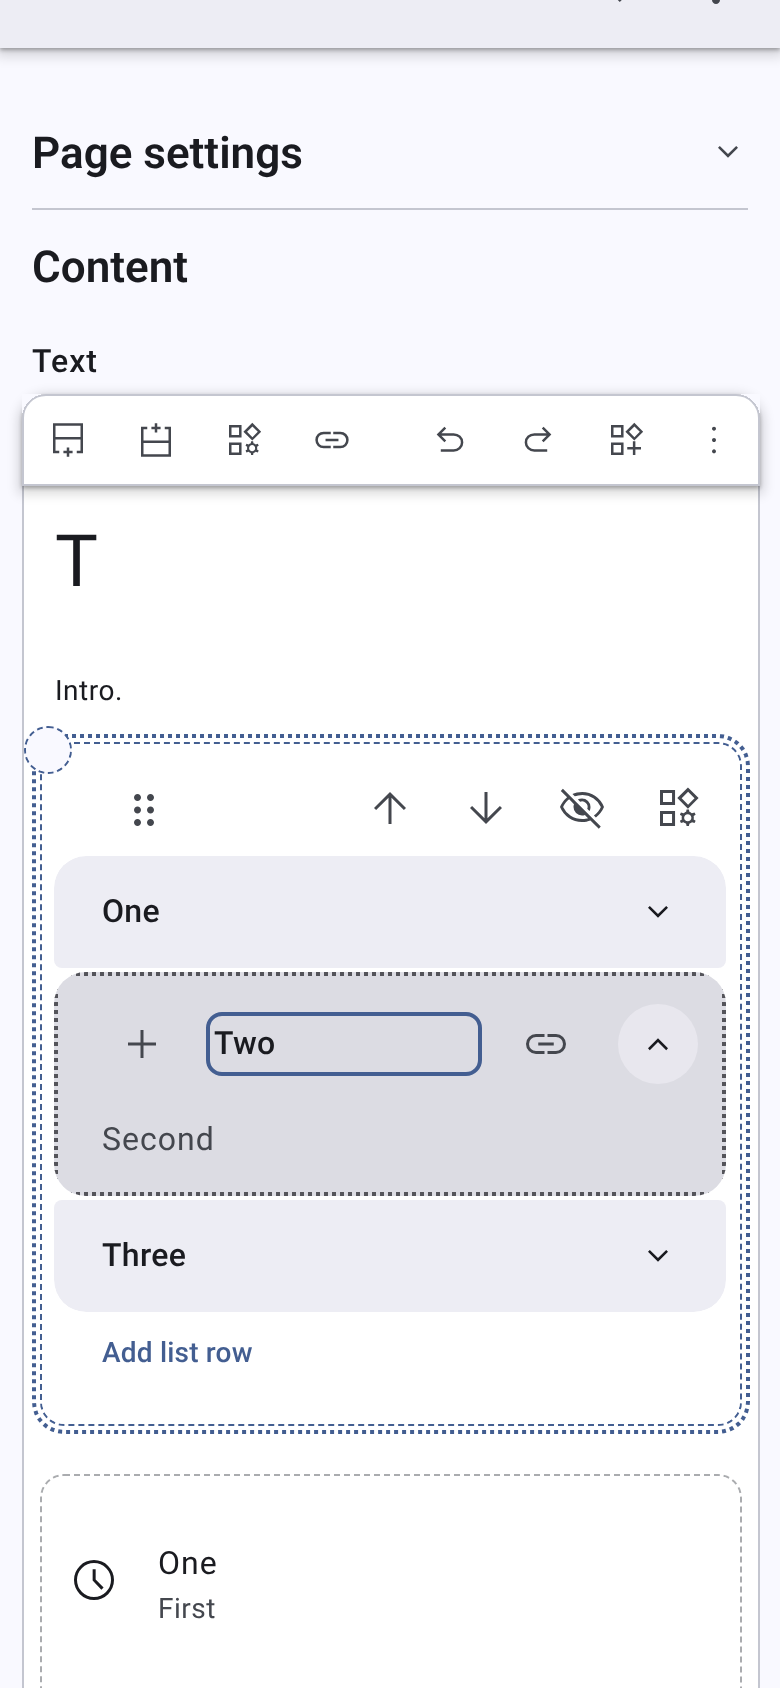 Page settings
Content
Text
T
Intro.
One
Two
Second
Three
Add list row
One
First